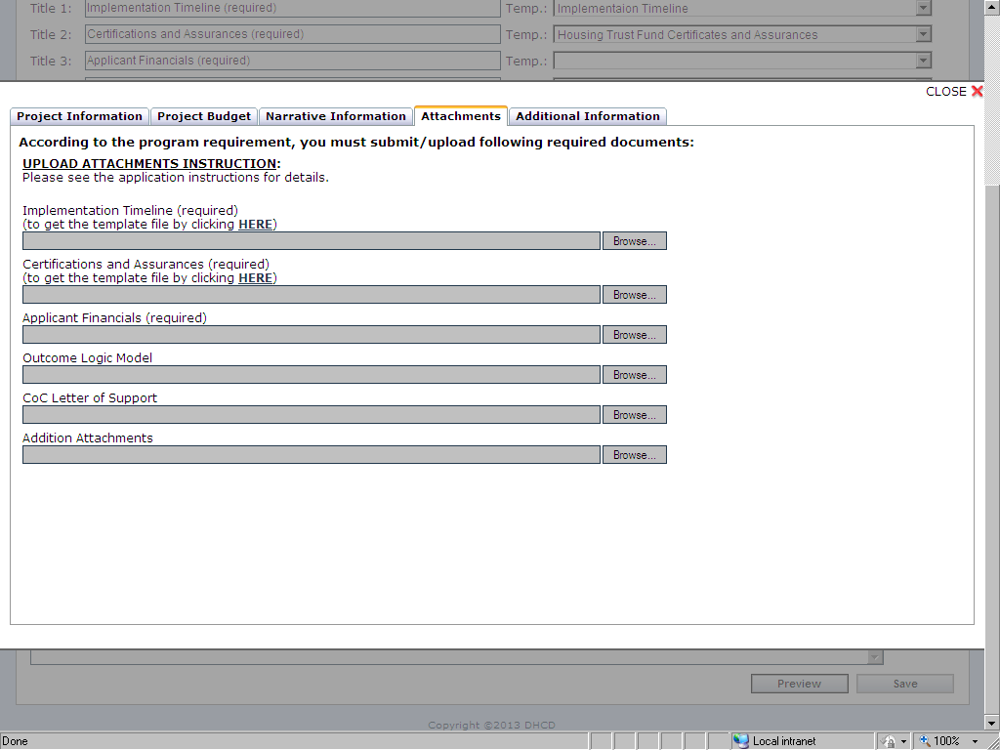 Title 1: Implementation Timeline (required) Temp.: Implementaion Timeline
Title 2: Certifications and Assurances (required) Temp.: Housing Trust Fund Certificates and Assurances
Title 3: Applicant Financials (required) Temp.:
CLOSE
Project Information Project Budget Narrative Information Attachments Additional Information
According to the program requirement, you must submit/upload following required documents:
UPLOAD ATTACHMENTS INSTRUCTION:
Please see the application instructions for details.
Implementation Timeline (required)
(to get the template file by clicking HERE)
Browse...
Certifications and Assurances (required)
(to get the template file by clicking HERE)
Browse...
Applicant Financials (required)
Browse...
Outcome Logic Model
Browse...
CoC Letter of Support
Browse...
Addition Attachments
Browse...
Preview Save
Copyright ©2013 DHCD
Done Local intranet 100%